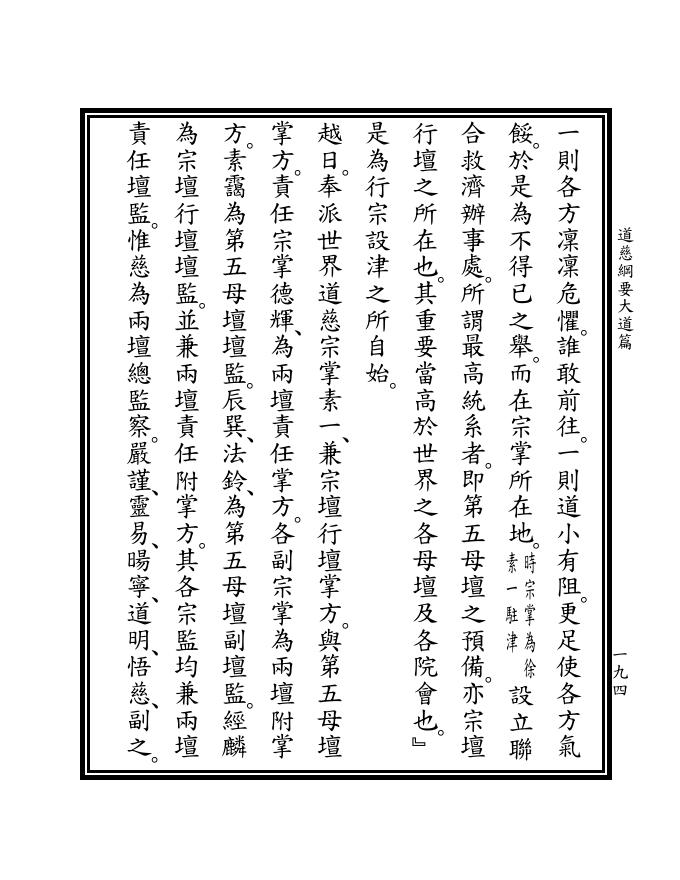 道慈綱要大道篇
一九四
一則各方凜凜危懼。誰敢前往。一則道小有阻。更足使各方氣
餒。於是為不得已之舉。而在宗掌所在地。時宗掌為徐素一駐津設立聯
合救濟辦事處。所謂最高統系者。即第五母壇之預備。亦宗壇
行壇之所在也。其重要當高於世界之各母壇及各院會也。』
是為行宗設津之所自始。
越日。奉派世界道慈宗掌素一、兼宗壇行壇掌方。與第五母壇
掌方。責任宗掌德輝、為兩壇責任掌方。各副宗掌為兩壇附掌
方。素靄為第五母壇壇監。辰巽、法鈴、為第五母壇副壇監。經麟
為宗壇行壇壇監。並兼兩壇責任附掌方。其各宗監均兼兩壇
責任壇監。惟慈為兩壇總監察。嚴謹、靈易、暘寧、道明、悟慈、副之。